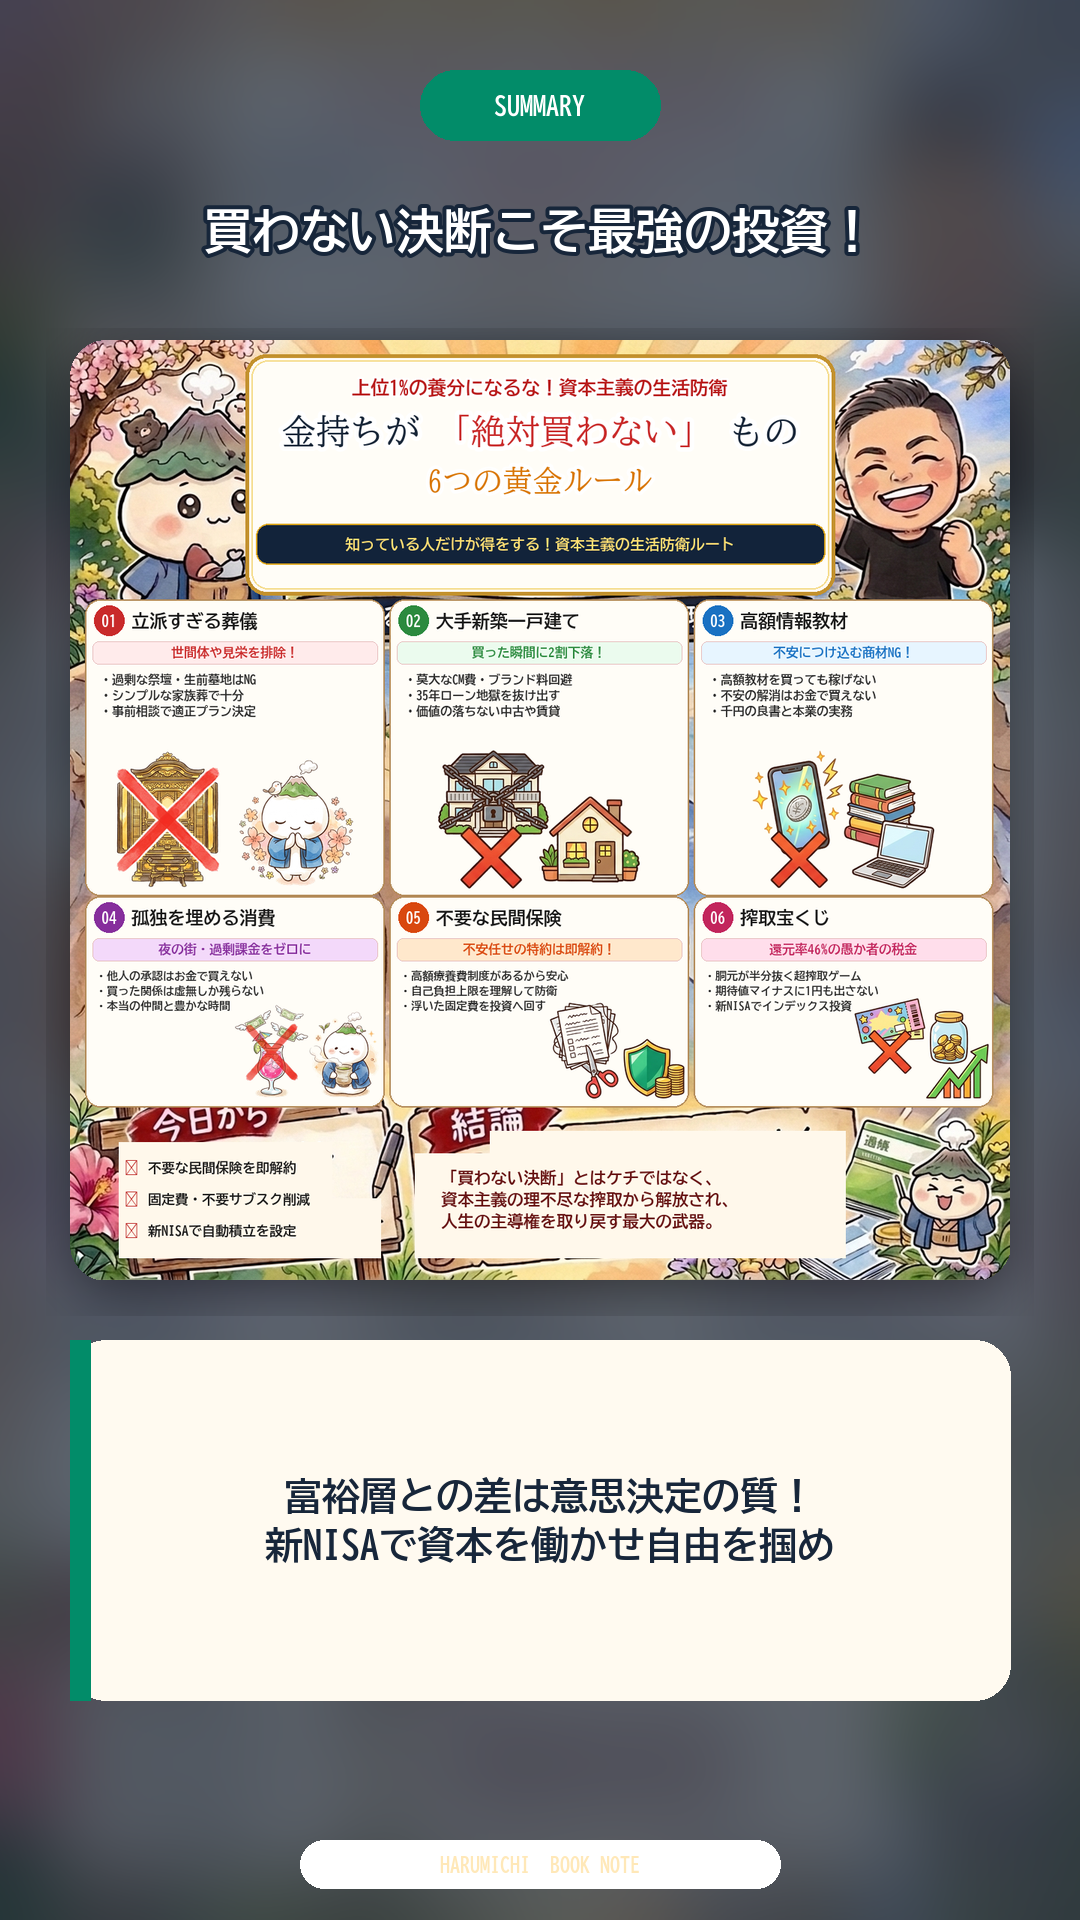 SUMMARY
買わない決断こそ最強の投資！
上位1%の養分になるな！資本主義の生活防衛
金持ちが「絶対買わない」もの
6つの黄金ルール
知っている人だけが得をする！資本主義の生活防衛ルート
01 立派すぎる葬儀
世間体や見栄を排除！
・過剰な祭壇・生前墓地はNG
・シンプルな家族葬で十分
・事前相談で適正プラン決定
02 大手新築一戸建て
買った瞬間に2割下落！
・莫大なCM費・ブランド料回避
・35年ローン地獄を抜け出す
・価値の落ちない中古や賃貸
03 高額情報教材
不安につけ込む商材NG！
・高額教材を買っても稼げない
・不安の解消はお金で買えない
・千円の良書と本業の実務
04 孤独を埋める消費
夜の街・過剰課金をゼロに
・他人の承認はお金で買えない
・買った関係は虚無しか残らない
・本当の仲間と豊かな時間
05 不要な民間保険
不安任せの特約は即解約！
・高額療養費制度があるから安心
・自己負担上限を理解して防衛
・浮いた固定費を投資へ回す
06 搾取宝くじ
還元率46%の愚か者の税金
・胴元が半分抜く超搾取ゲーム
・期待値マイナスに1円も出さない
・新NISAでインデックス投資
今日から
不要な民間保険を即解約
固定費・不要サブスク削減
新NISAで自動積立を設定
結論
「買わない決断」とはケチではなく、
資本主義の理不尽な搾取から解放され、
人生の主導権を取り戻す最大の武器。
通帳
富裕層との差は意思決定の質！
新NISAで資本を働かせ自由を掴め
HARUMICHI BOOK NOTE